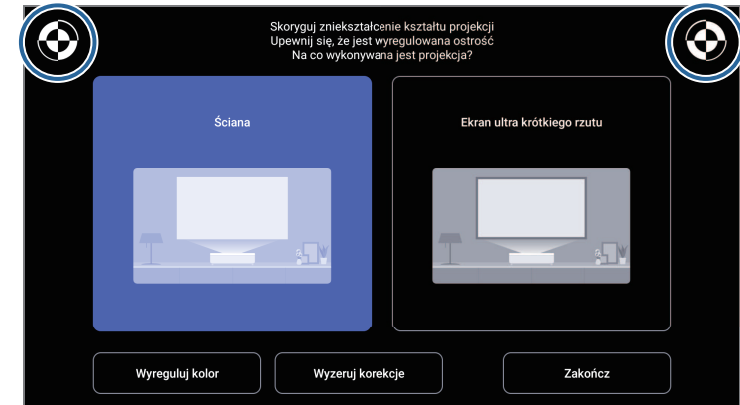 Skoryguj zniekształcenie kształtu projekcji
Upewnij się, że jest wyregulowana ostrość
Na co wykonywana jest projekcja?
Ściana
Ekran ultra krótkiego rzutu
Wyreguluj kolor
Wyzeruj korekcje
Zakończ